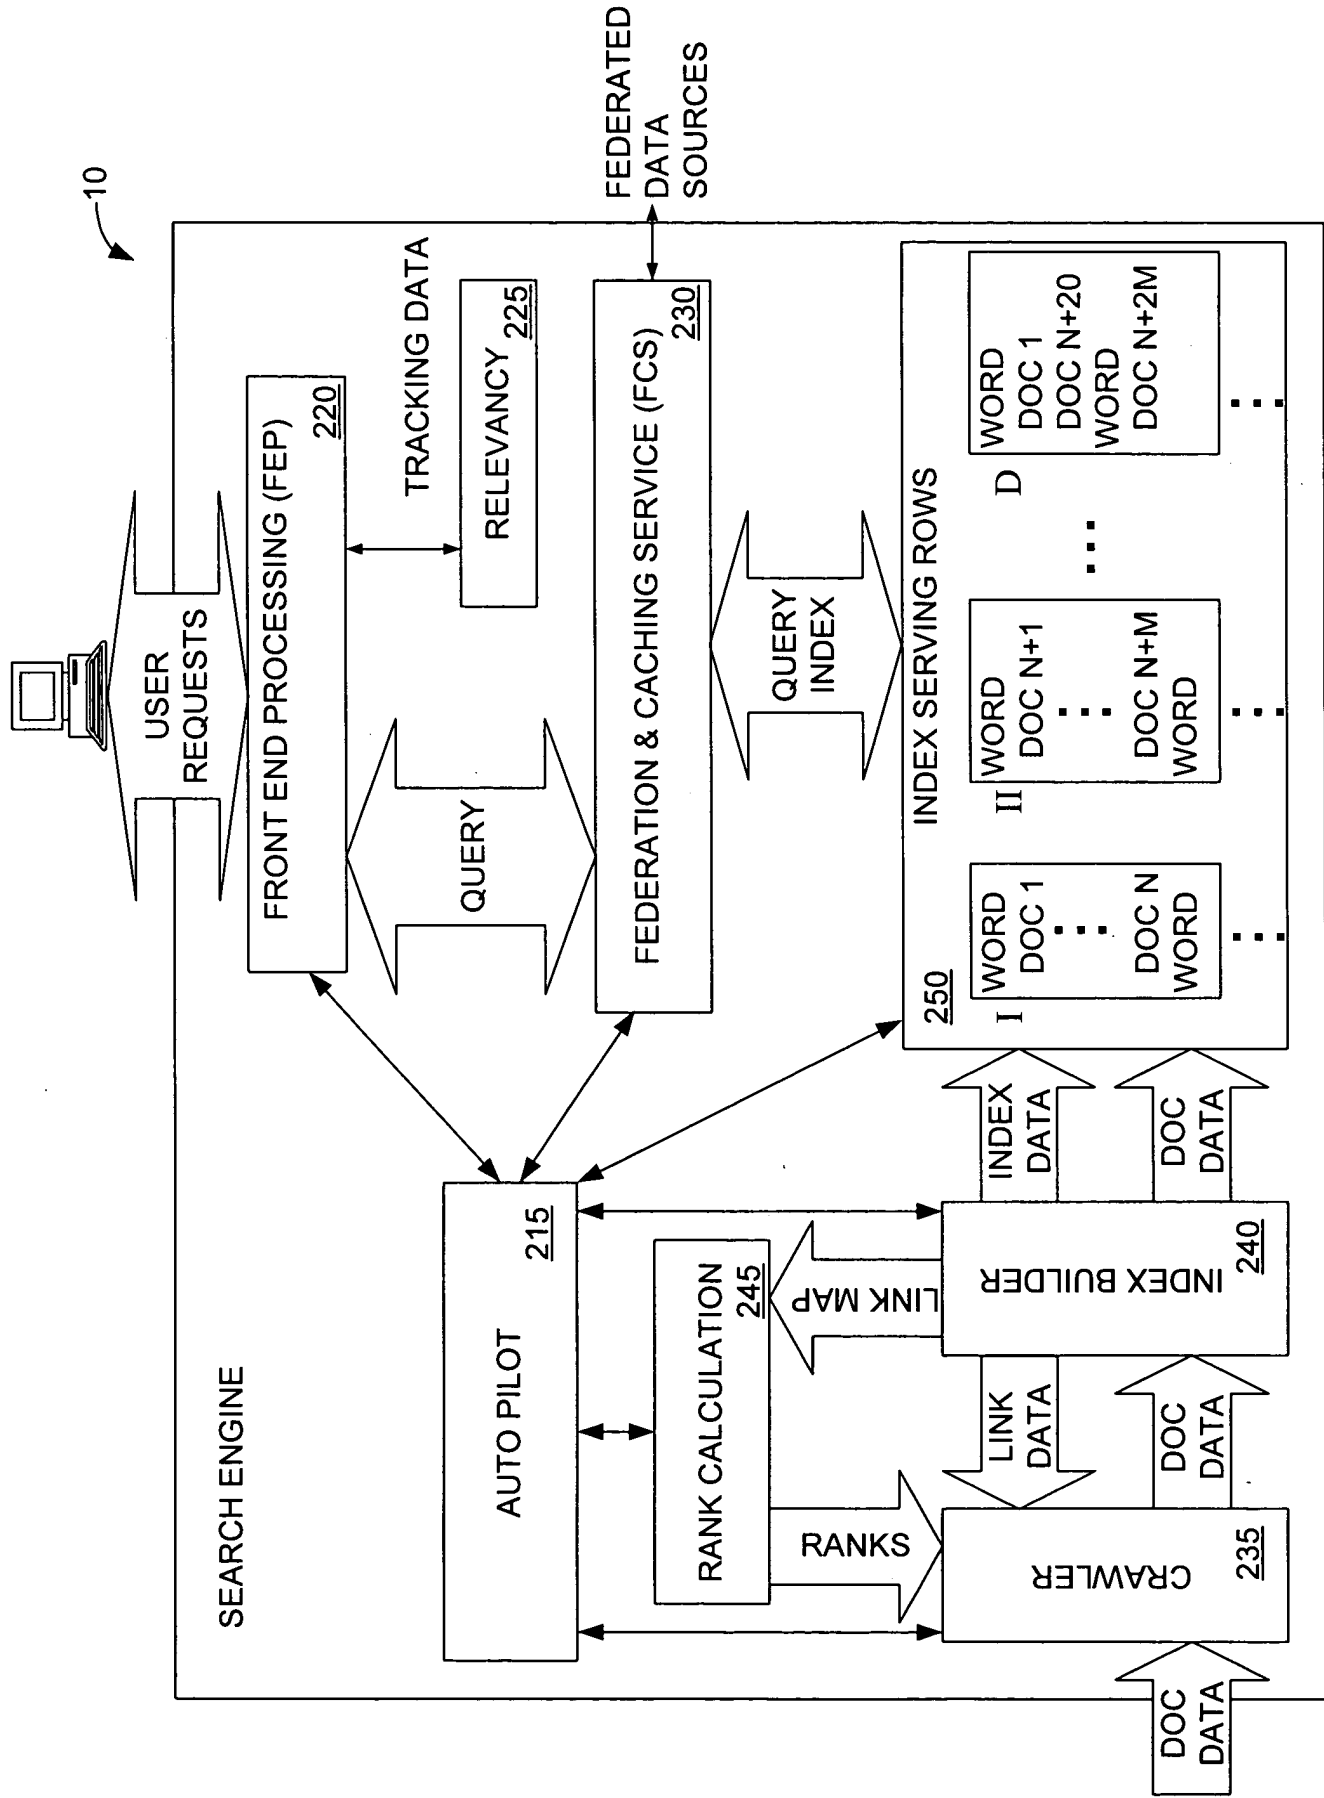 10
SEARCH ENGINE
USER
REQUESTS
FRONT END PROCESSING (FEP)
220
TRACKING DATA
RELEVANCY
225
QUERY
FEDERATION & CACHING SERVICE (FCS)
230
FEDERATED
DATA
SOURCES
AUTO PILOT
215
RANK CALCULATION
245
RANKS
LINK MAP
QUERY
INDEX
CRAWLER
235
DOC
DATA
LINK
DATA
DOC
DATA
INDEX BUILDER
240
INDEX
DATA
DOC
DATA
INDEX SERVING ROWS
250
I
WORD
DOC 1
DOC N
WORD
II
WORD
DOC N+1
DOC N+M
WORD
D
WORD
DOC 1
DOC N+20
WORD
DOC N+2M